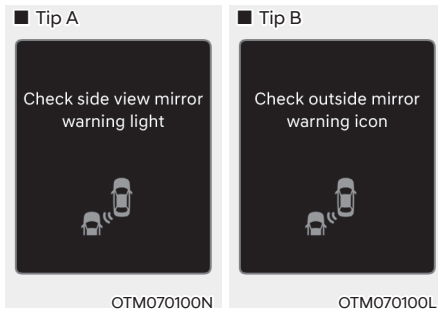 ■ Tip A
Check side view mirror
warning light
OTM070100N
■ Tip B
Check outside mirror
warning icon
OTM070100L